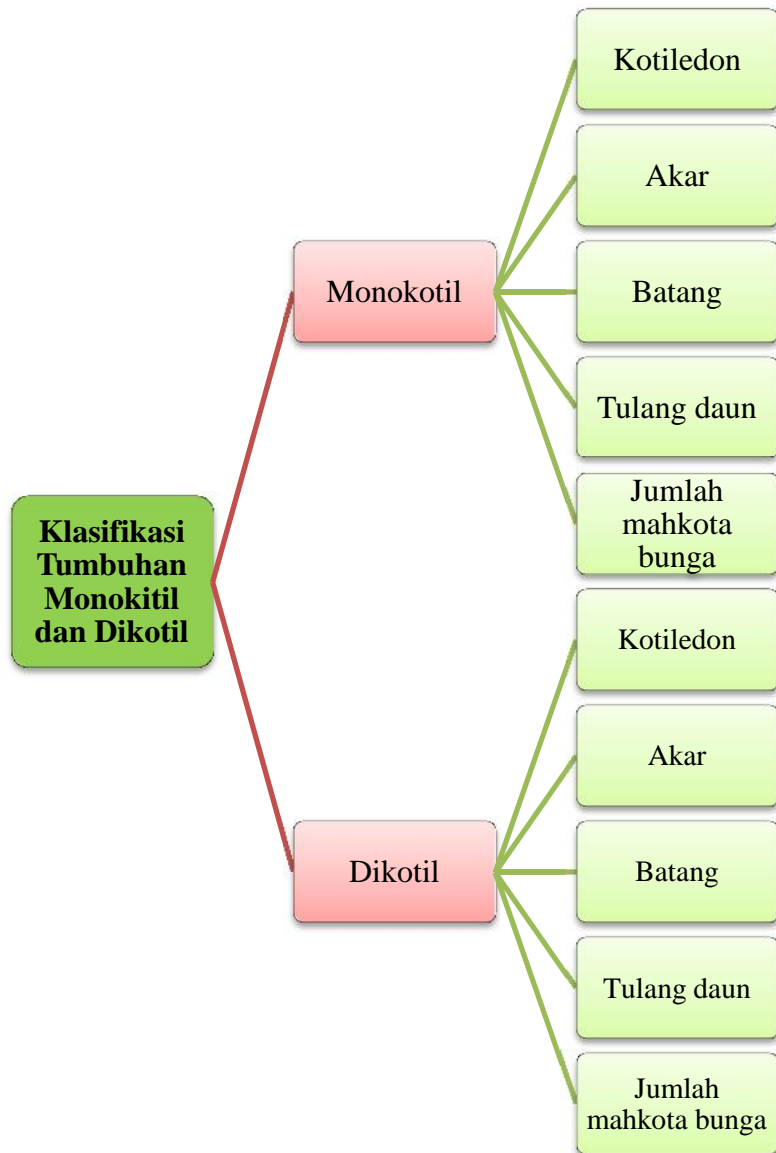 Klasifikasi
Tumbuhan
Monokitil
dan Dikotil
Monokotil
Kotiledon
Akar
Batang
Tulang daun
Jumlah
mahkota
bunga
Dikotil
Kotiledon
Akar
Batang
Tulang daun
Jumlah
mahkota bunga